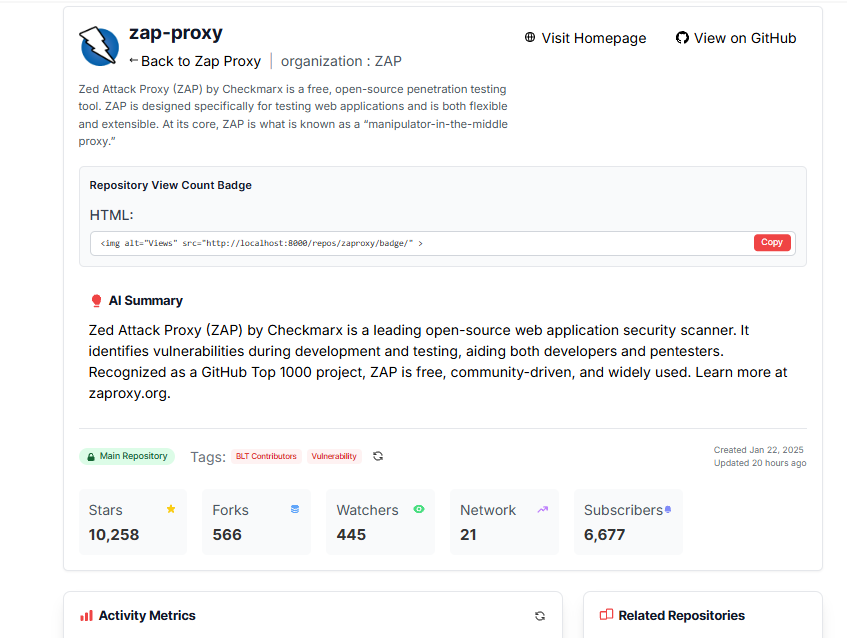 zap-proxy
Visit Homepage
View on GitHub
←Back to Zap Proxy | organization : ZAP
Zed Attack Proxy (ZAP) by Checkmarx is a free, open-source penetration testing
tool. ZAP is designed specifically for testing web applications and is both flexible
and extensible. At its core, ZAP is what is known as a “manipulator-in-the-middle
proxy.”
Repository View Count Badge
HTML:
<img alt="Views" src="http://localhost:8000/repos/zaproxy/badge/" >
Copy
AI Summary
Zed Attack Proxy (ZAP) by Checkmarx is a leading open-source web application security scanner. It
identifies vulnerabilities during development and testing, aiding both developers and pentesters.
Recognized as a GitHub Top 1000 project, ZAP is free, community-driven, and widely used. Learn more at
zaproxy.org.
Main Repository
Tags:
BLT Contributors
Vulnerability
Created Jan 22, 2025
Updated 20 hours ago
Stars
10,258
Forks
566
Watchers
445
Network
21
Subscribers
6,677
Activity Metrics
Related Repositories